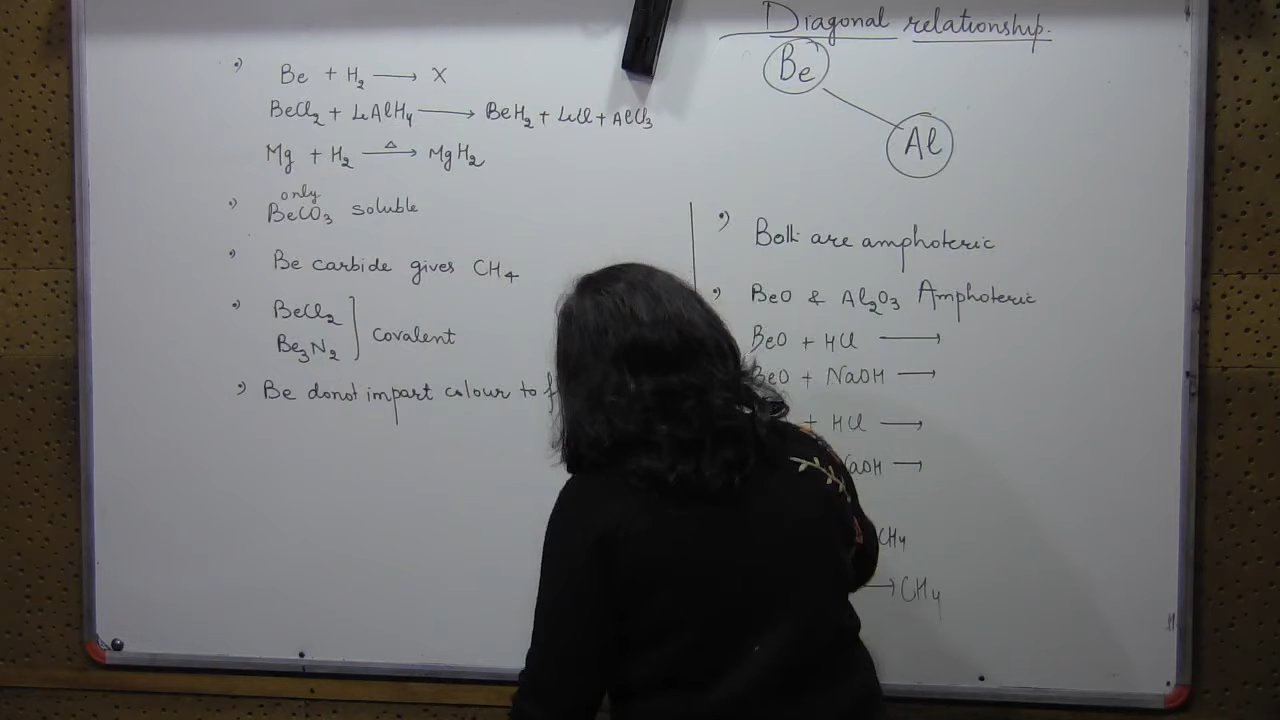 Be + H₂ ⟶ X
BeCl₂ + LiAlH₄ ⟶ BeH₂ + LiCl + AlCl₃
Mg + H₂ —Δ→ MgH₂
only
BeCO₃ soluble
Be carbide gives CH₄
BeCl₂
Be₃N₂
Covalent
Be donot impart colour to
Diagonal relationship.
Be
Al
Both are amphoteric
BeO & Al₂O₃ Amphoteric
BeO + HCl ⟶
BeO + NaOH ⟶
+ HCl ⟶
⟶
CH₄
⟶ CH₄